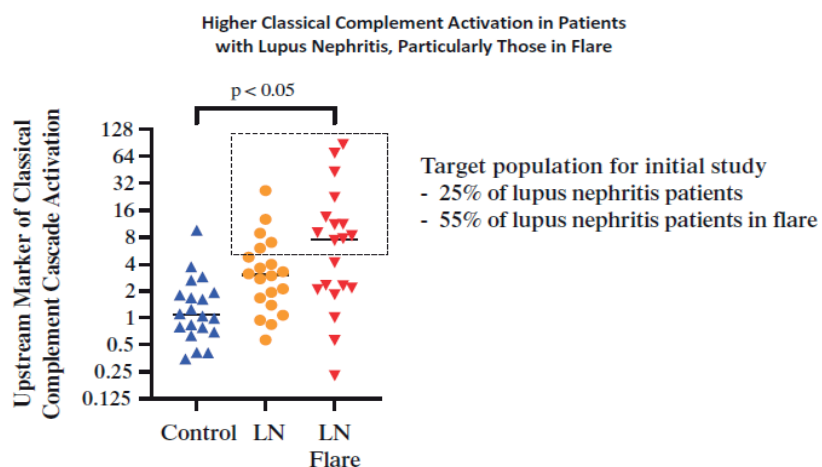 Higher Classical Complement Activation in Patients
with Lupus Nephritis, Particularly Those in Flare
p < 0.05
Upstream Marker of Classical
Complement Cascade Activation
128
64
32
16
8
4
2
1
0.5
0.25
0.125
Control
LN
LN
Flare
Target population for initial study
- 25% of lupus nephritis patients
- 55% of lupus nephritis patients in flare